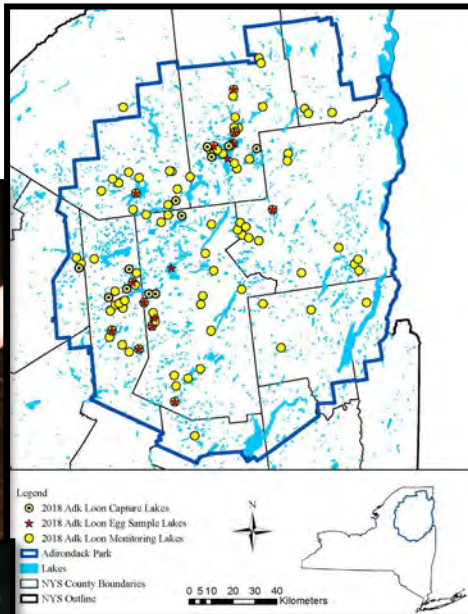 Legend
2018 Adk Loon Capture Lakes
2018 Adk Loon Egg Sample Lakes
2018 Adk Loon Monitoring Lakes
Adirondack Park
Lakes
NYS County Boundaries
NYS Outline
N
0 5 10 20 30 40
Kilometers